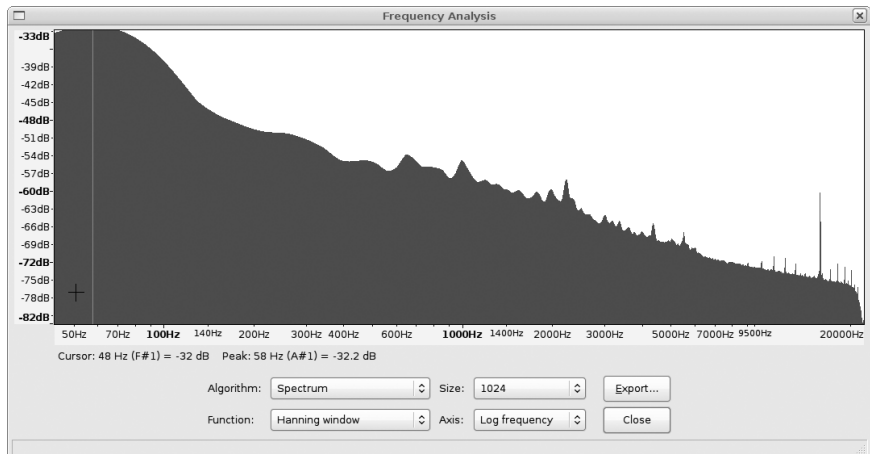 Frequency Analysis
-33dB
-39dB
-42dB
-45dB
-48dB
-51dB
-54dB
-57dB
-60dB
-63dB
-66dB
-69dB
-72dB
-75dB
-78dB
-82dB
50Hz 70Hz 100Hz 140Hz 200Hz 300Hz 400Hz 600Hz 1000Hz 1400Hz 2000Hz 3000Hz 5000Hz 7000Hz 9500Hz 20000Hz
Cursor: 48 Hz (F#1) = -32 dB Peak: 58 Hz (A#1) = -32.2 dB
Algorithm: Spectrum Size: 1024 Export...
Function: Hanning window Axis: Log frequency Close